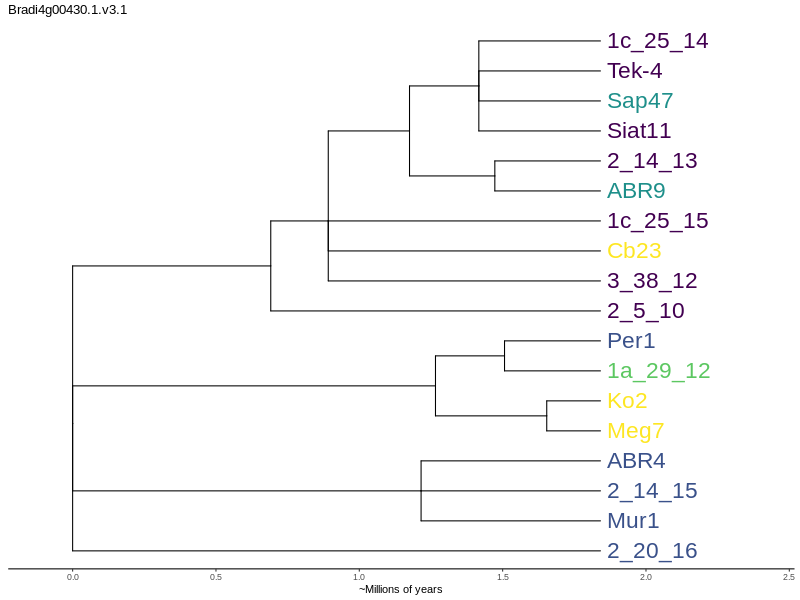 Bradi4g00430.1.v3.1
1c_25_14
Tek-4
Sap47
Siat11
2_14_13
ABR9
1c_25_15
Cb23
3_38_12
2_5_10
Per1
1a_29_12
Ko2
Meg7
ABR4
2_14_15
Mur1
2_20_16
0.0 0.5 1.0 1.5 2.0 2.5
~Millions of years